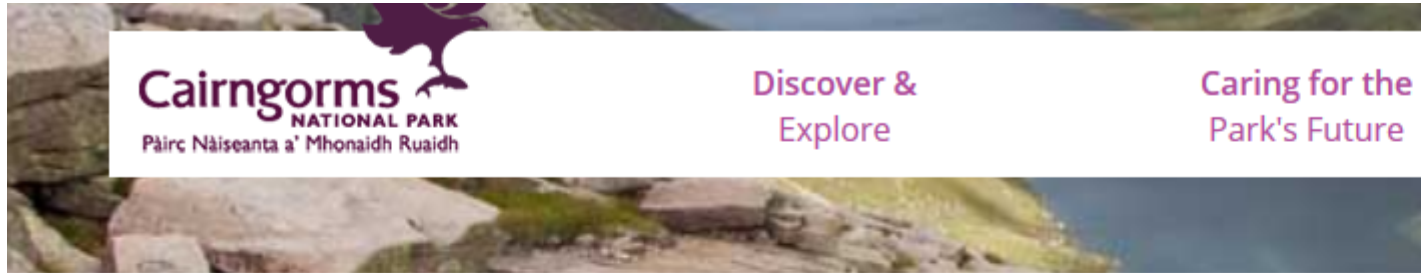 Cairngorms
NATIONAL PARK
Pàirc Nàiseanta a' Mhonaidh Ruaidh
Discover &
Explore
Caring for the
Park's Future